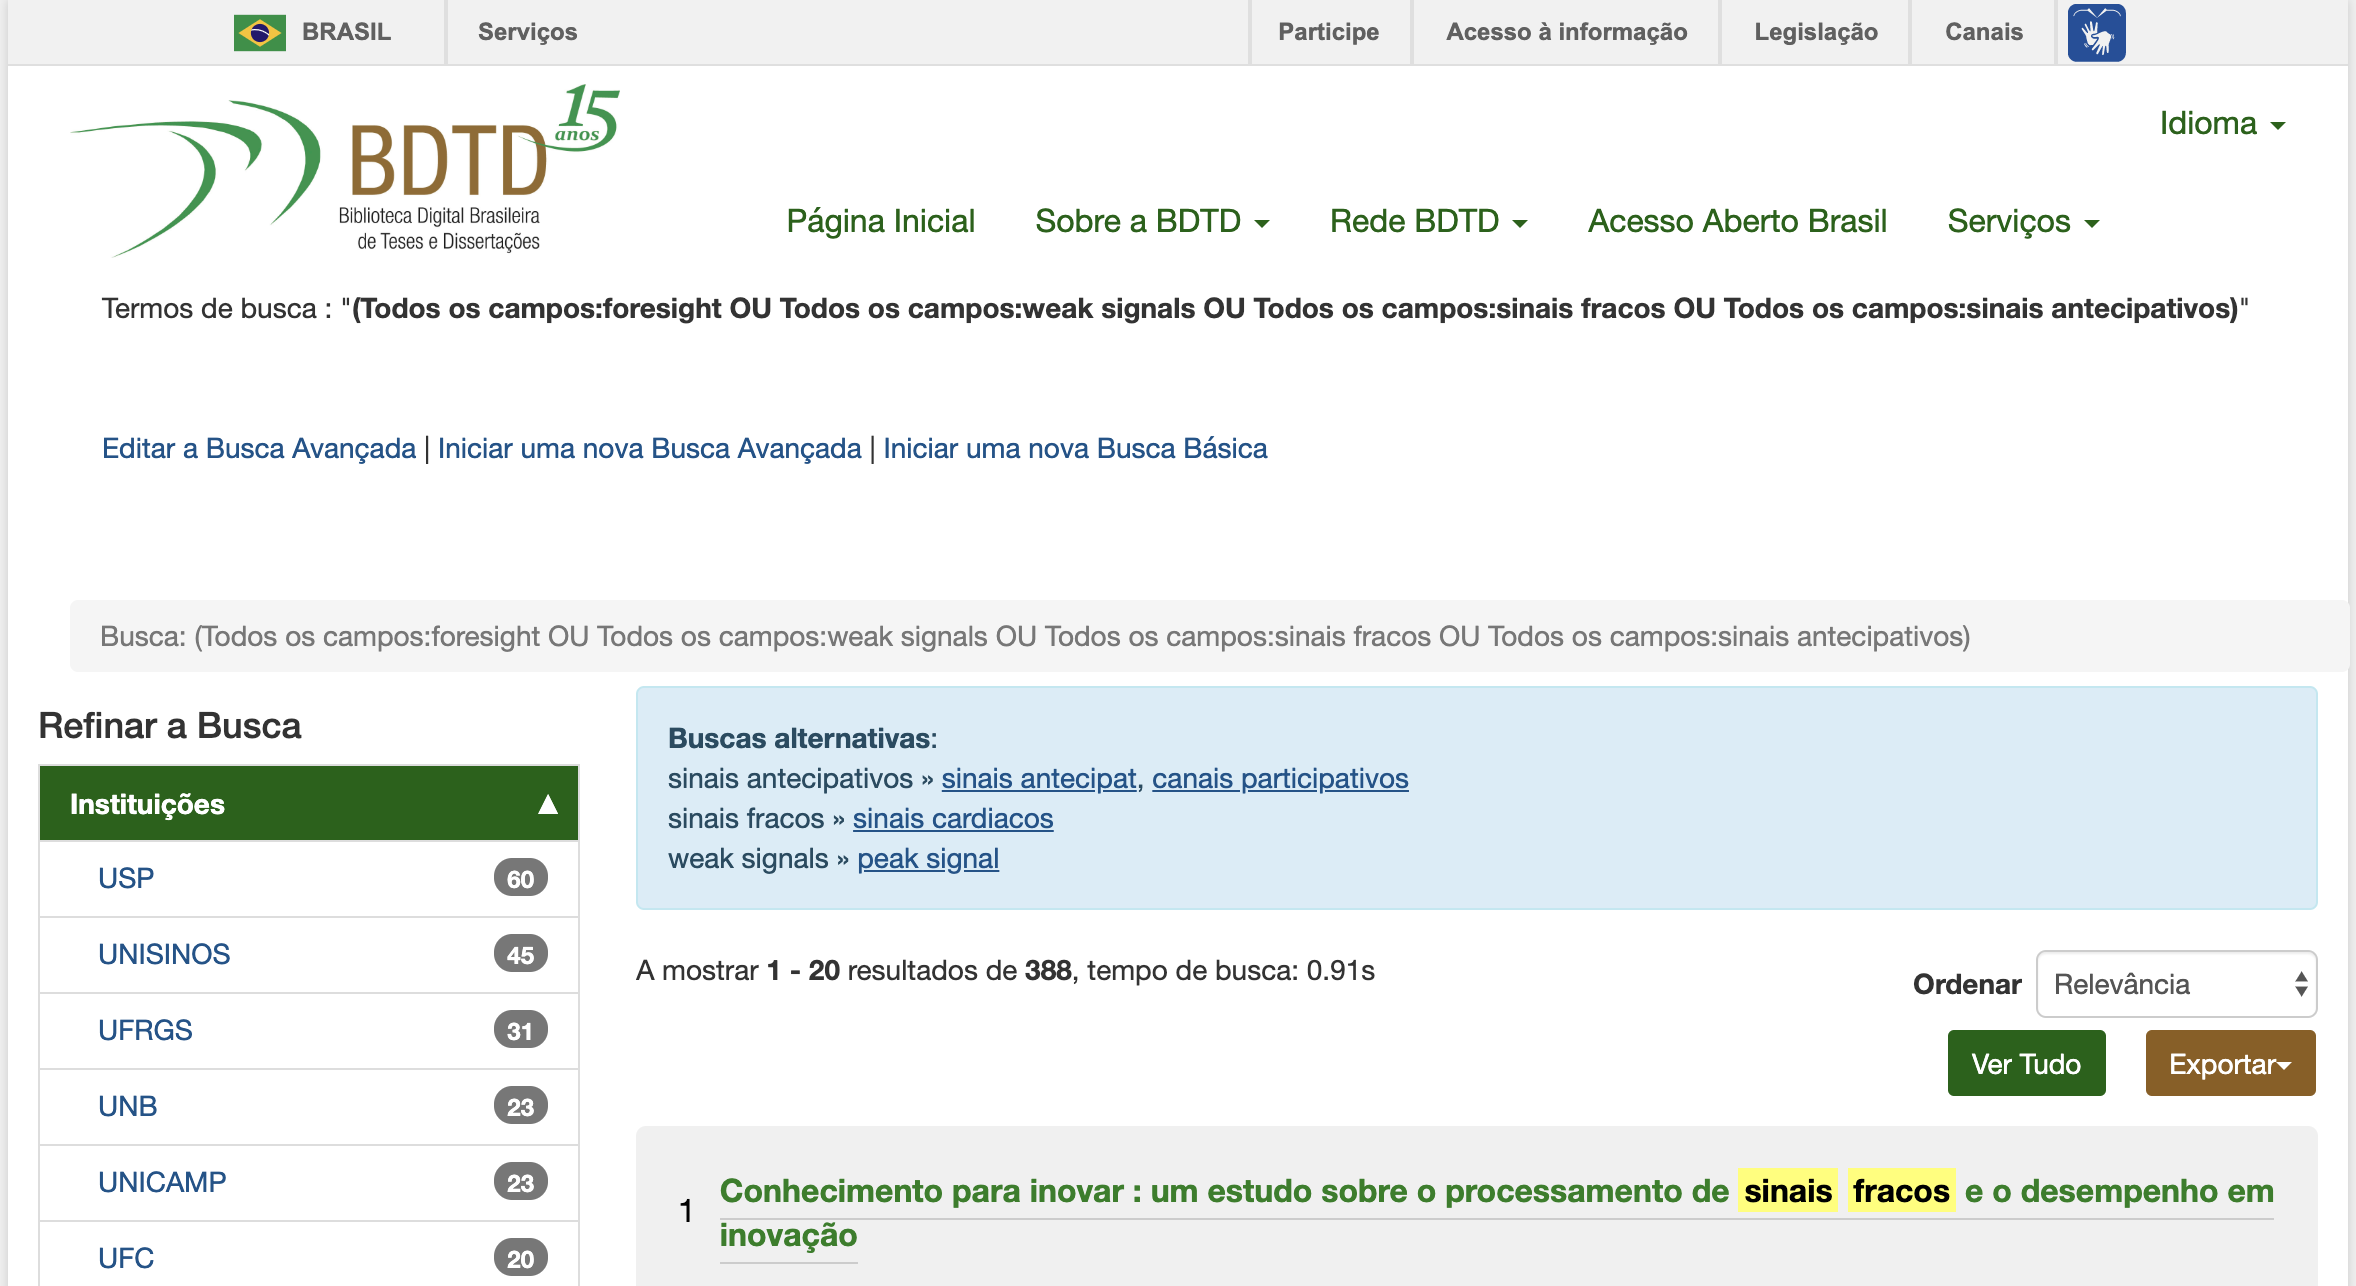 BRASIL Serviços Participe Acesso à informação Legislação Canais
15
anos
BDTD
Biblioteca Digital Brasileira
de Teses e Dissertações
Idioma
Página Inicial Sobre a BDTD Rede BDTD Acesso Aberto Brasil Serviços
Termos de busca : "(Todos os campos:foresight OU Todos os campos:weak signals OU Todos os campos:sinais fracos OU Todos os campos:sinais antecipativos)"
Editar a Busca Avançada | Iniciar uma nova Busca Avançada | Iniciar uma nova Busca Básica
Busca: (Todos os campos:foresight OU Todos os campos:weak signals OU Todos os campos:sinais fracos OU Todos os campos:sinais antecipativos)
Refinar a Busca
Instituições ▲
USP 60
UNISINOS 45
UFRGS 31
UNB 23
UNICAMP 23
UFC 20
Buscas alternativas:
sinais antecipativos » sinais antecipat, canais participativos
sinais fracos » sinais cardiacos
weak signals » peak signal
A mostrar 1 - 20 resultados de 388, tempo de busca: 0.91s
Ordenar Relevância
Ver Tudo Exportar
1 Conhecimento para inovar : um estudo sobre o processamento de sinais fracos e o desempenho em
inovação